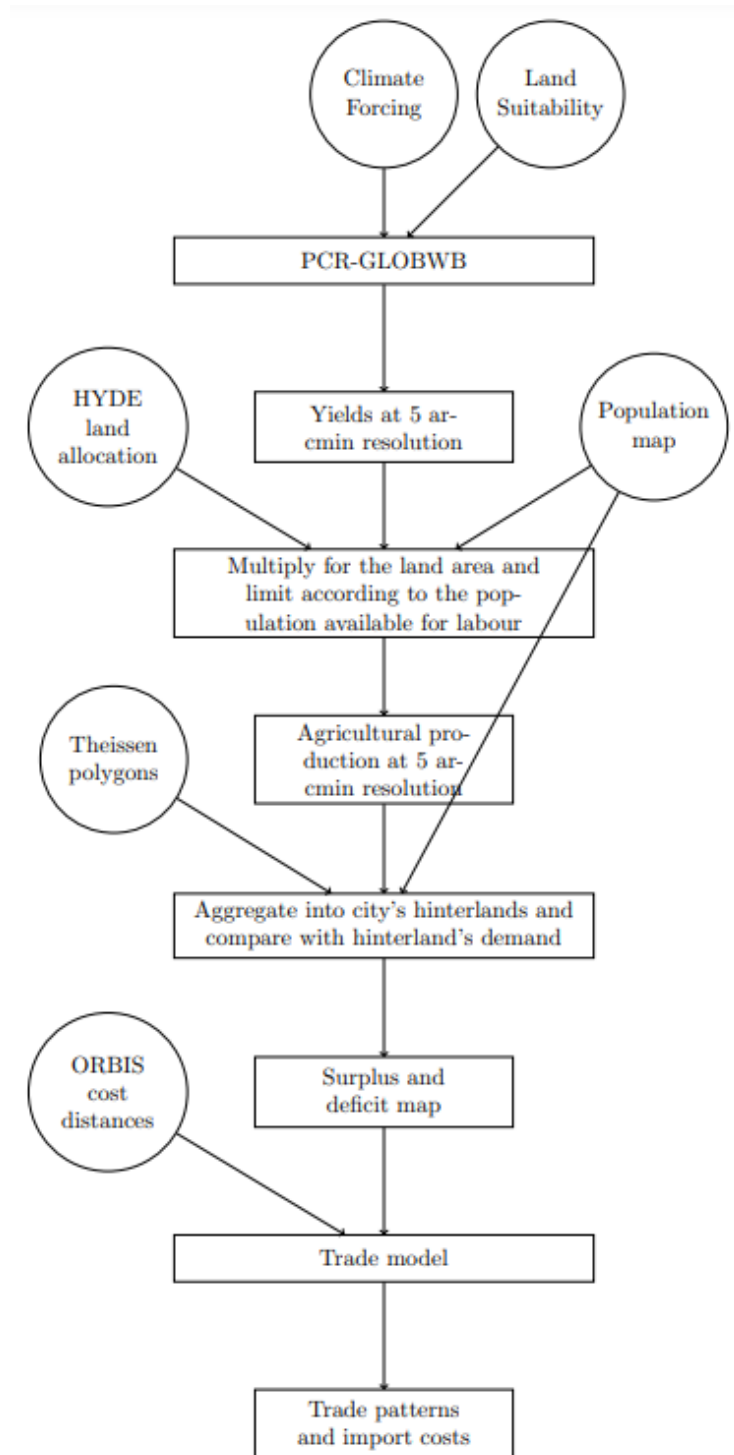 Climate
Forcing
Land
Suitability
PCR-GLOBWB
HYDE
land
allocation
Yields at 5 ar-
cmin resolution
Population
map
Multiply for the land area and
limit according to the pop-
ulation available for labour
Theissen
polygons
Agricultural pro-
duction at 5 ar-
cmin resolution
Aggregate into city's hinterlands and
compare with hinterland's demand
ORBIS
cost
distances
Surplus and
deficit map
Trade model
Trade patterns
and import costs